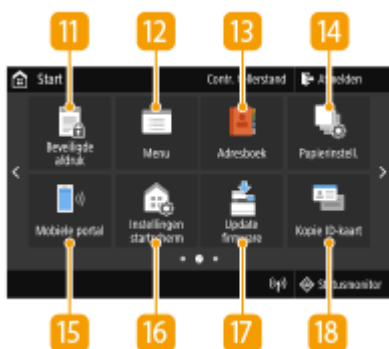 11 12 13 14
Start Contr. tellerstand Afmelden
Beveiligde
afdruk
Menu
Adresboek
Papierinstell.
Mobiele portal
Instellingen
startscherm
Update
firmware
Kopie ID-kaart
Statusmonitor
15 16 17 18